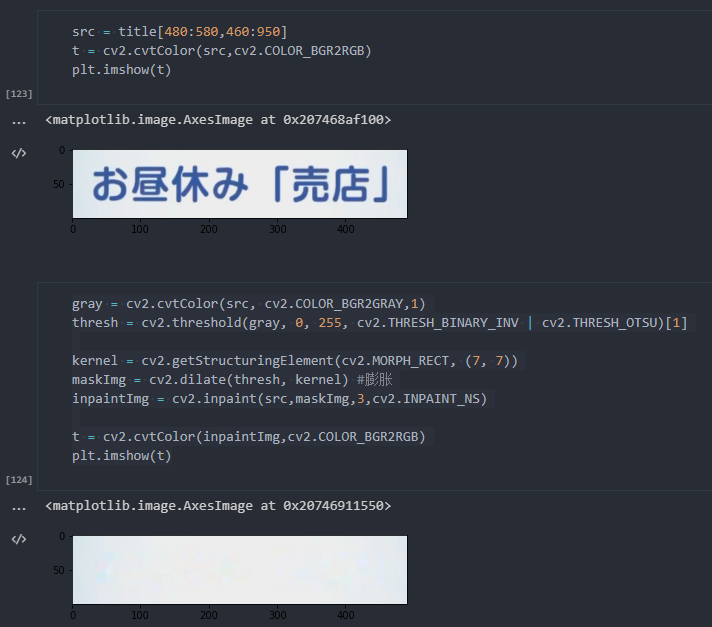 src = title[480:580,460:950]
t = cv2.cvtColor(src,cv2.COLOR_BGR2RGB)
plt.imshow(t)
[123]
... <matplotlib.image.AxesImage at 0x207468af100>
</>
0
50
お昼休み「売店」
0 100 200 300 400
gray = cv2.cvtColor(src, cv2.COLOR_BGR2GRAY,1)
thresh = cv2.threshold(gray, 0, 255, cv2.THRESH_BINARY_INV | cv2.THRESH_OTSU)[1]
kernel = cv2.getStructuringElement(cv2.MORPH_RECT, (7, 7))
maskImg = cv2.dilate(thresh, kernel) #膨胀
inpaintImg = cv2.inpaint(src,maskImg,3,cv2.INPAINT_NS)
t = cv2.cvtColor(inpaintImg,cv2.COLOR_BGR2RGB)
plt.imshow(t)
[124]
... <matplotlib.image.AxesImage at 0x20746911550>
</>
0
50
0 100 200 300 400